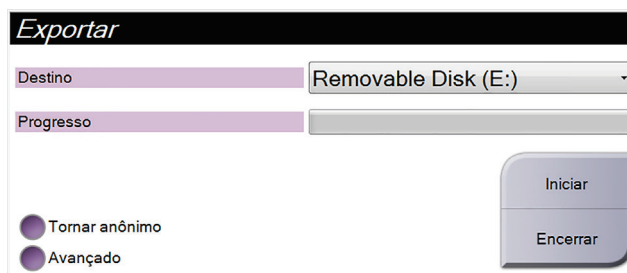 Exportar
Destino
Removable Disk (E:)
Progresso
Iniciar
Tornar anônimo
Encerrar
Avançado